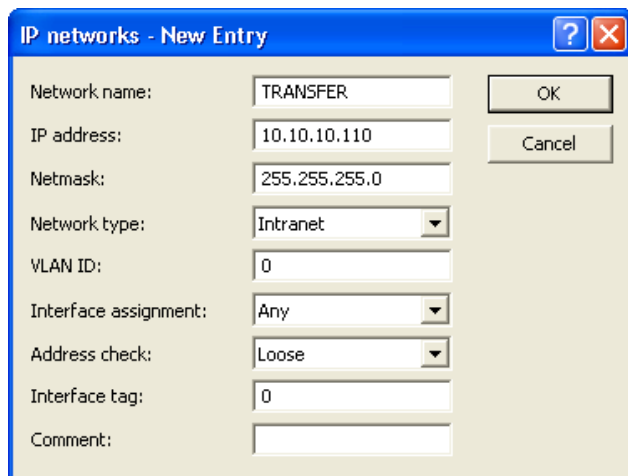 IP networks - New Entry
Network name: TRANSFER OK
IP address: 10.10.10.110 Cancel
Netmask: 255.255.255.0
Network type: Intranet
VLAN ID: 0
Interface assignment: Any
Address check: Loose
Interface tag: 0
Comment: